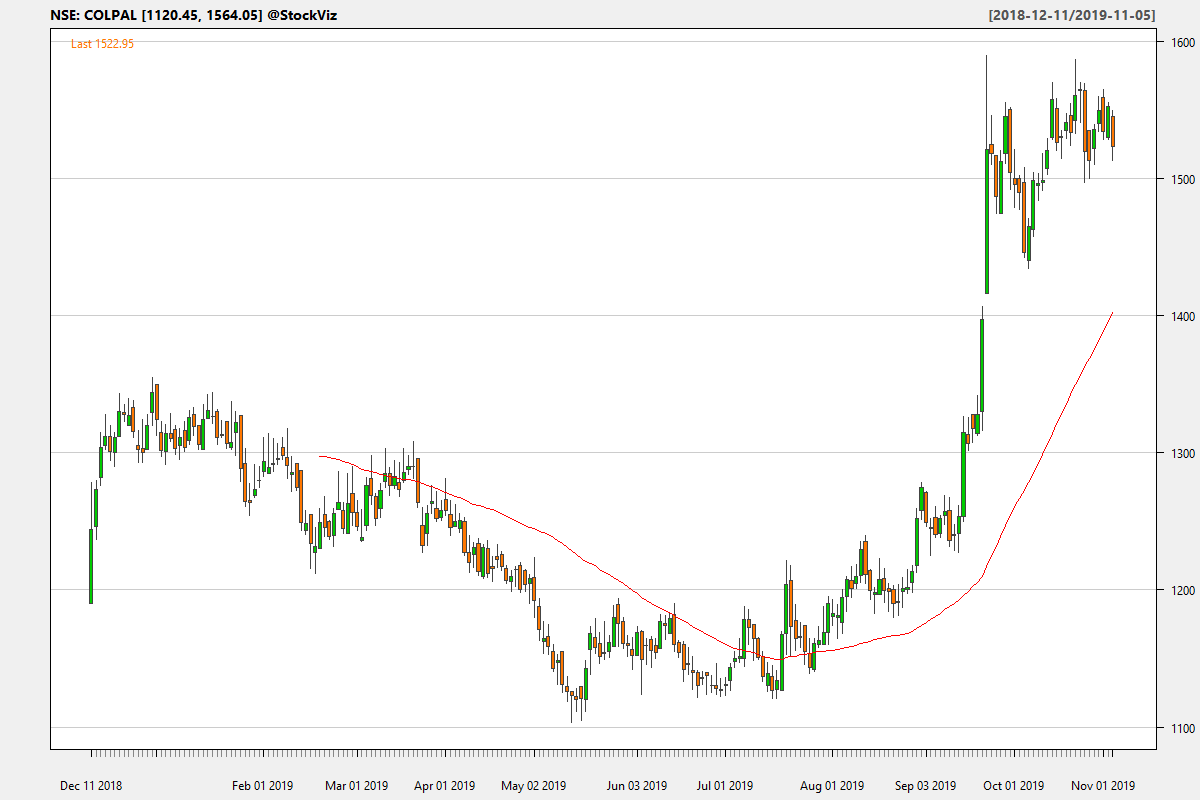 NSE: COLPAL [1120.45, 1564.05] @StockViz [2018-12-11/2019-11-05]
Last 1522.95
1600
1500
1400
1300
1200
1100
Dec 11 2018 Feb 01 2019 Mar 01 2019 Apr 01 2019 May 02 2019 Jun 03 2019 Jul 01 2019 Aug 01 2019 Sep 03 2019 Oct 01 2019 Nov 01 2019